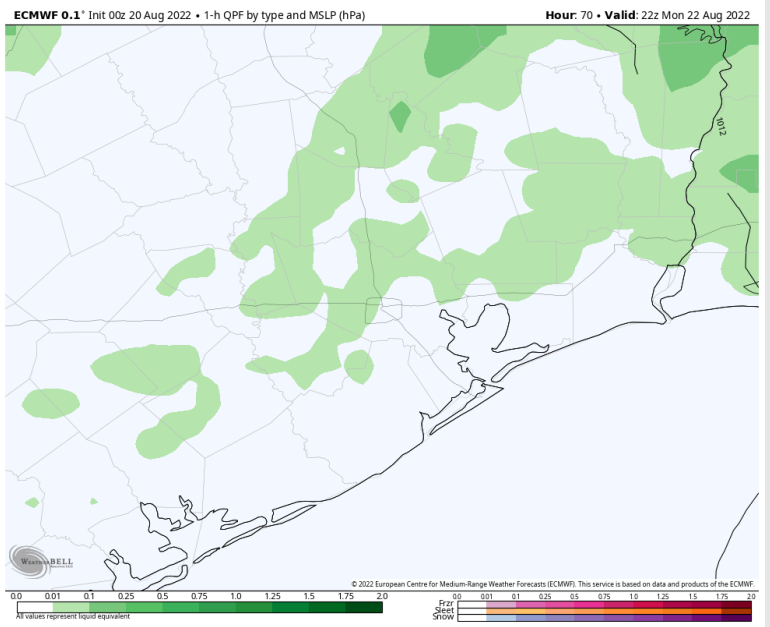 ECMWF 0.1° Init 00z 20 Aug 2022 • 1-h QPF by type and MSLP (hPa)
Hour: 70 • Valid: 22z Mon 22 Aug 2022
1012
WEATHERBELL
© 2022 European Centre for Medium-Range Weather Forecasts (ECMWF). This service is based on data and products of the ECMWF.
0.0 0.01 0.1 0.25 0.50 0.75 1.0 1.25 1.5 1.75 2.0
All values represent liquid equivalent
0.0 0.01 0.1 0.25 0.50 0.75 1.0 1.25 1.5 1.75 2.0
Frzr
Sleet
Snow